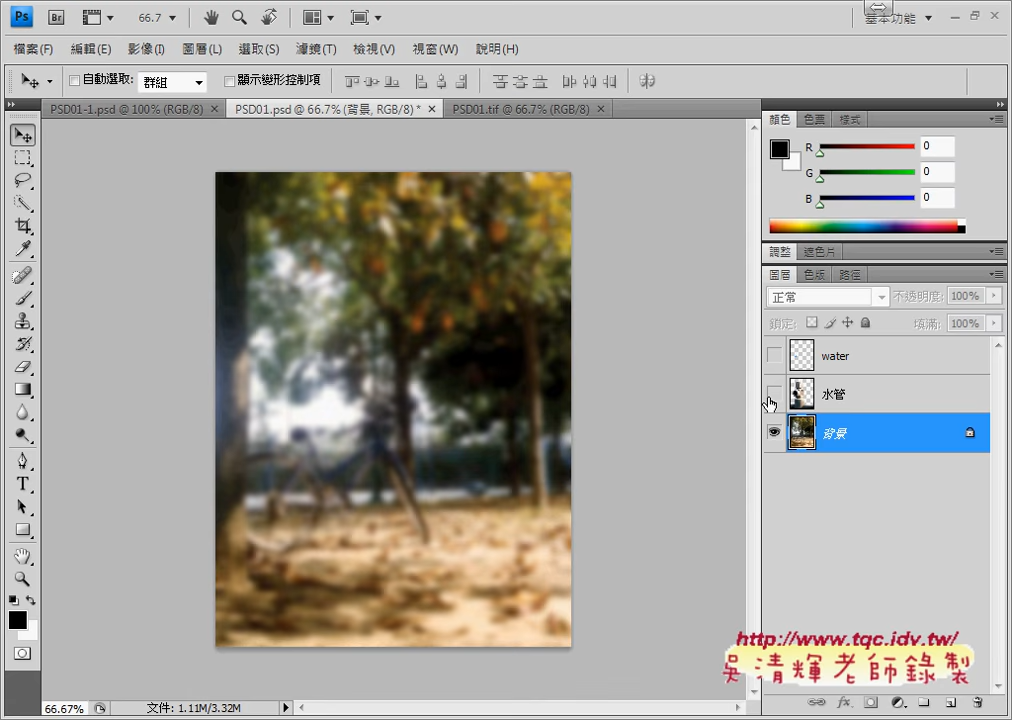 Ps Br 66.7 基本功能
檔案(F) 編輯(E) 影像(I) 圖層(L) 選取(S) 濾鏡(T) 檢視(V) 視窗(W) 說明(H)
自動選取: 群組 顯示變形控制項
PSD01-1.psd @ 100% (RGB/8) PSD01.psd @ 66.7% (背景, RGB/8) * PSD01.tif @ 66.7% (RGB/8)
顏色 色票 樣式
R 0
G 0
B 0
調整 遮色片
圖層 色版 路徑
正常 不透明度: 100%
鎖定: 填滿: 100%
water
水管
背景
T
http://www.tqc.idv.tw/
吳清輝老師錄製
fx
66.67% 文件: 1.11M/3.32M